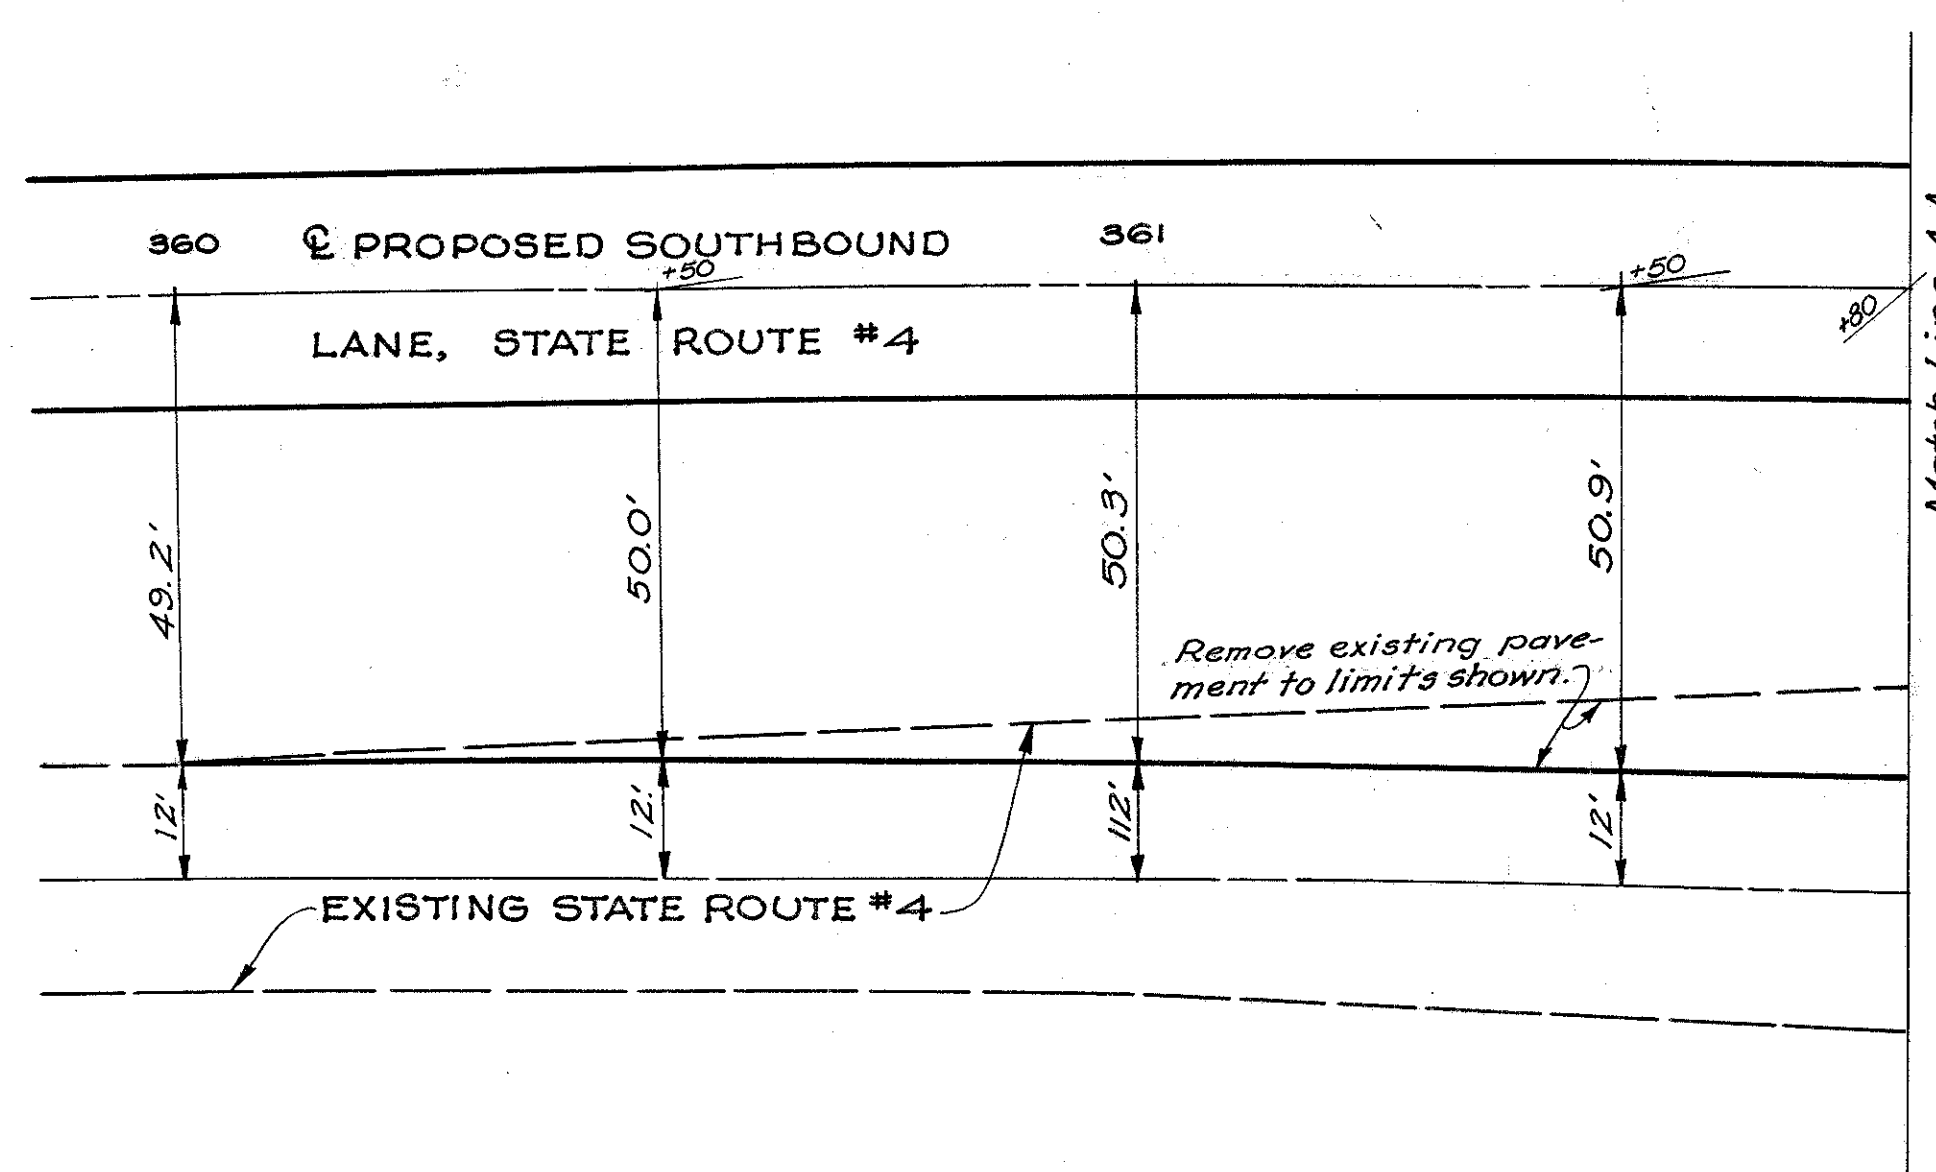 360
℄ PROPOSED SOUTHBOUND
361
+50
+50
+80
LANE, STATE ROUTE #4
49.2'
50.0'
50.3'
50.9'
Remove existing pave-
ment to limits shown.
12'
12'
112'
12'
EXISTING STATE ROUTE #4